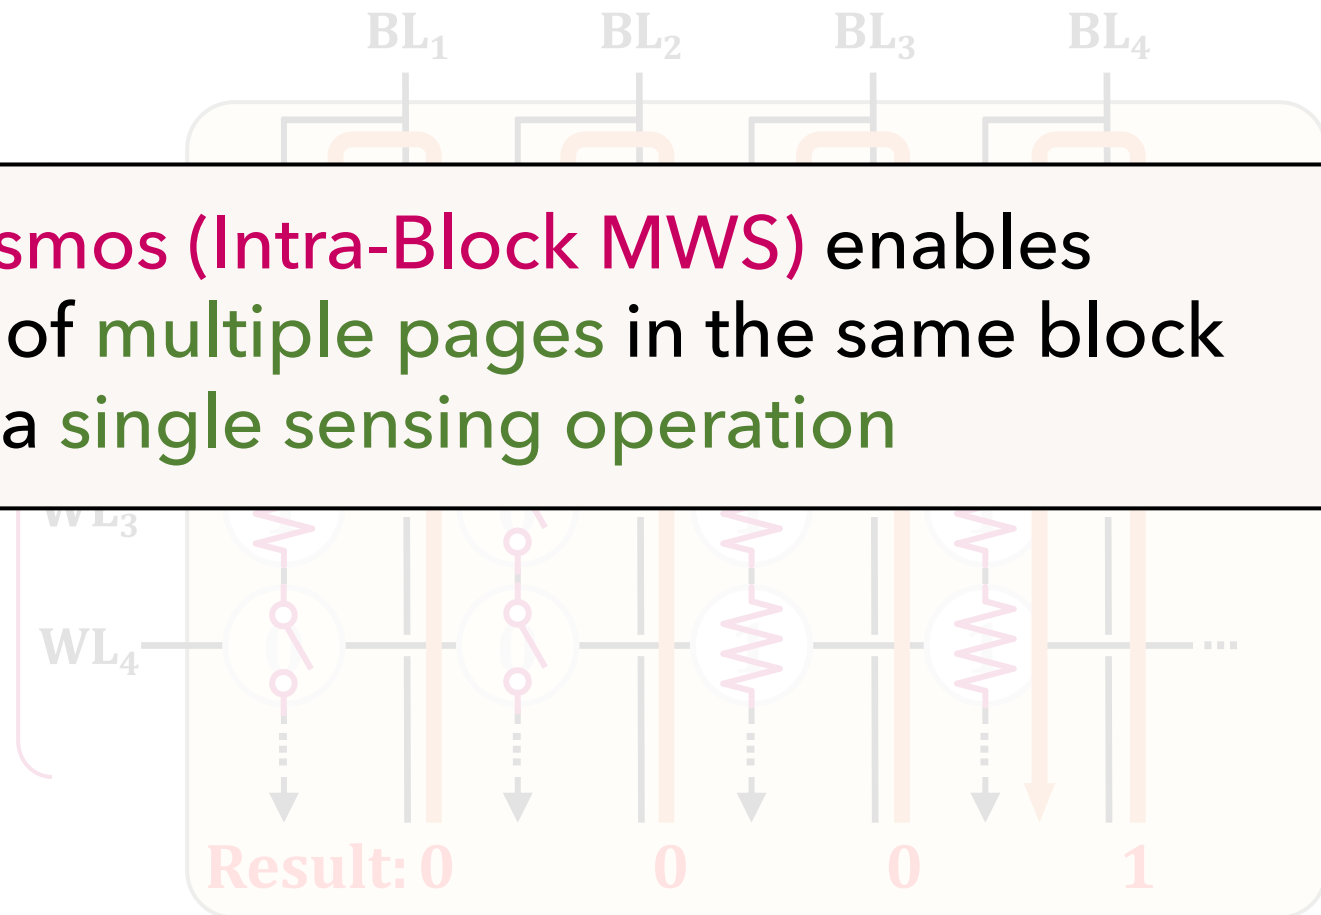 BL1 BL2 BL3 BL4
smos (Intra-Block MWS) enables
of multiple pages in the same block
a single sensing operation
WL3
WL4 ...
Result: 0 0 0 1